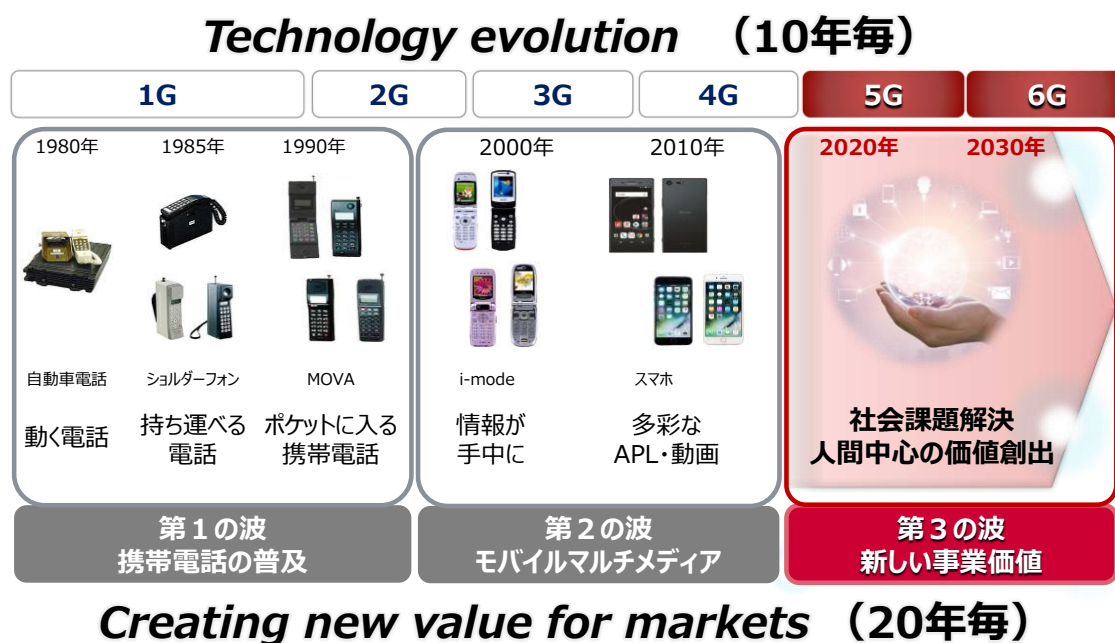 Technology evolution （10年毎）
1G 2G 3G 4G 5G 6G
1980年 1985年 1990年 2000年 2010年 2020年 2030年
自動車電話 ショルダーフォン MOVA i-mode スマホ
動く電話
持ち運べる
電話
ポケットに入る
携帯電話
情報が
手中に
多彩な
APL・動画
社会課題解決
人間中心の価値創出
第１の波
携帯電話の普及
第２の波
モバイルマルチメディア
第３の波
新しい事業価値
Creating new value for markets （20年毎）